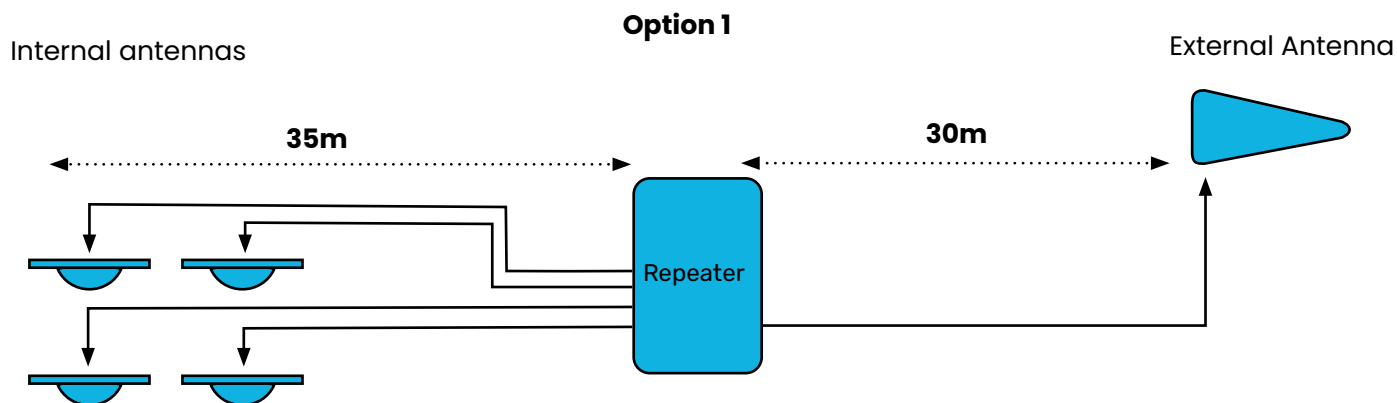 Option 1
Internal antennas
External Antenna
35m
30m
Repeater